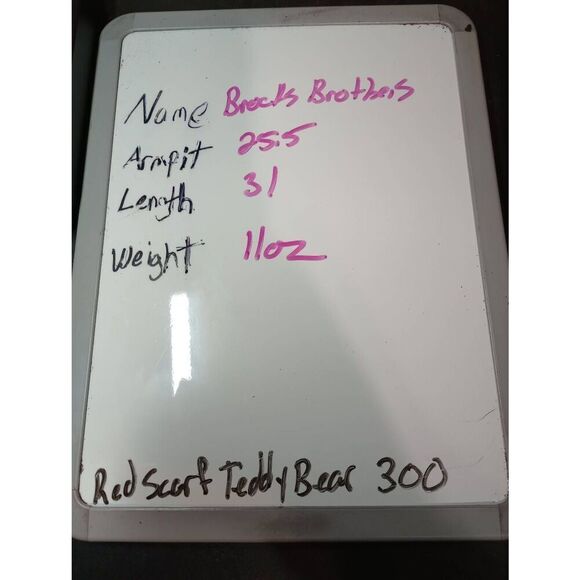 Name Brooks Brothers
Armpit 25.5
Length 31
Weight 11oz
Red Scarf Teddy Bear 300